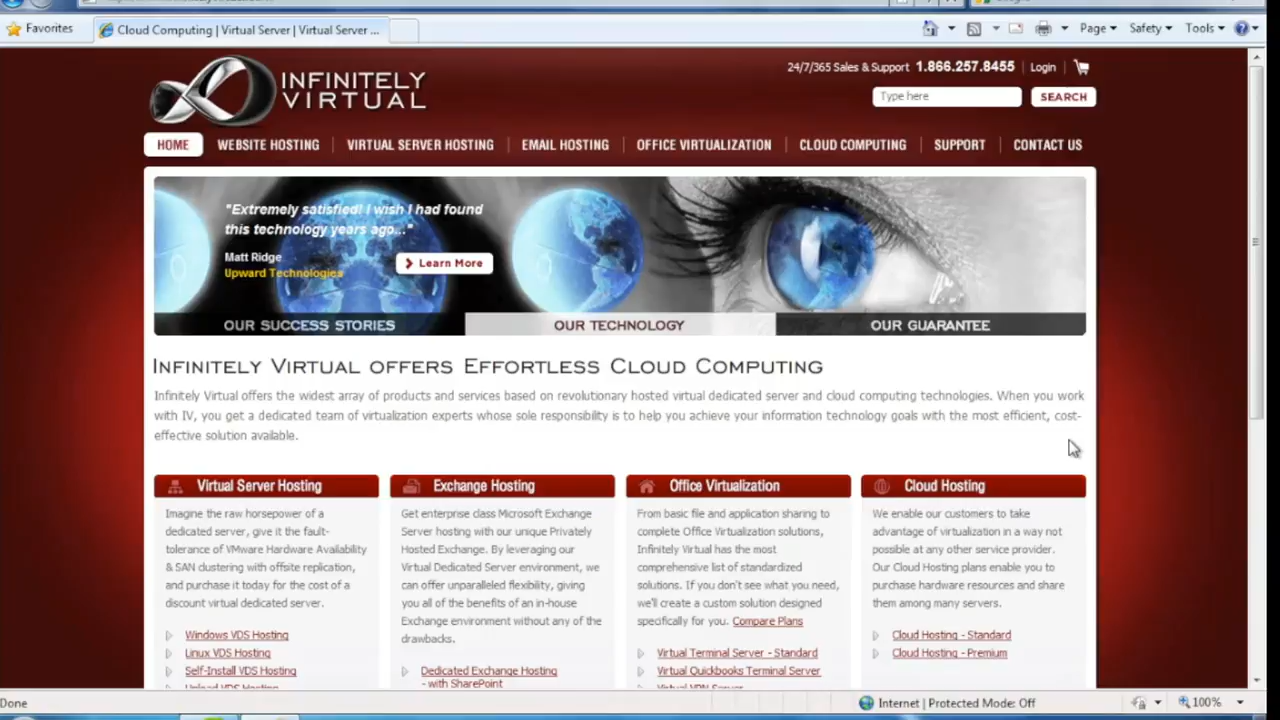 Favorites
Cloud Computing | Virtual Server | Virtual Server ...
Page
Safety
Tools
INFINITELY
VIRTUAL
24/7/365 Sales & Support 1.866.257.8455 | Login
Type here
SEARCH
HOME
WEBSITE HOSTING
VIRTUAL SERVER HOSTING
EMAIL HOSTING
OFFICE VIRTUALIZATION
CLOUD COMPUTING
SUPPORT
CONTACT US
"Extremely satisfied! I wish I had found
this technology years ago..."
Matt Ridge
Upward Technologies
Learn More
OUR SUCCESS STORIES
OUR TECHNOLOGY
OUR GUARANTEE
INFINITELY VIRTUAL OFFERS EFFORTLESS CLOUD COMPUTING
Infinitely Virtual offers the widest array of products and services based on revolutionary hosted virtual dedicated server and cloud computing technologies. When you work
with IV, you get a dedicated team of virtualization experts whose sole responsibility is to help you achieve your information technology goals with the most efficient, cost-
effective solution available.
Virtual Server Hosting
Imagine the raw horsepower of a
dedicated server, give it the fault-
tolerance of VMware Hardware Availability
& SAN clustering with offsite replication,
and purchase it today for the cost of a
discount virtual dedicated server.
Windows VDS Hosting
Linux VDS Hosting
Self-Install VDS Hosting
Exchange Hosting
Get enterprise class Microsoft Exchange
Server hosting with our unique Privately
Hosted Exchange. By leveraging our
Virtual Dedicated Server environment, we
can offer unparalleled flexibility, giving
you all of the benefits of an in-house
Exchange environment without any of the
drawbacks.
Dedicated Exchange Hosting
- with SharePoint
Office Virtualization
From basic file and application sharing to
complete Office Virtualization solutions,
Infinitely Virtual has the most
comprehensive list of standardized
solutions. If you don't see what you need,
we'll create a custom solution designed
specifically for you. Compare Plans
Virtual Terminal Server - Standard
Virtual Quickbooks Terminal Server
Virtual VPN Server
Cloud Hosting
We enable our customers to take
advantage of virtualization in a way not
possible at any other service provider.
Our Cloud Hosting plans enable you to
purchase hardware resources and share
them among many servers.
Cloud Hosting - Standard
Cloud Hosting - Premium
Done
Internet | Protected Mode: Off
100%